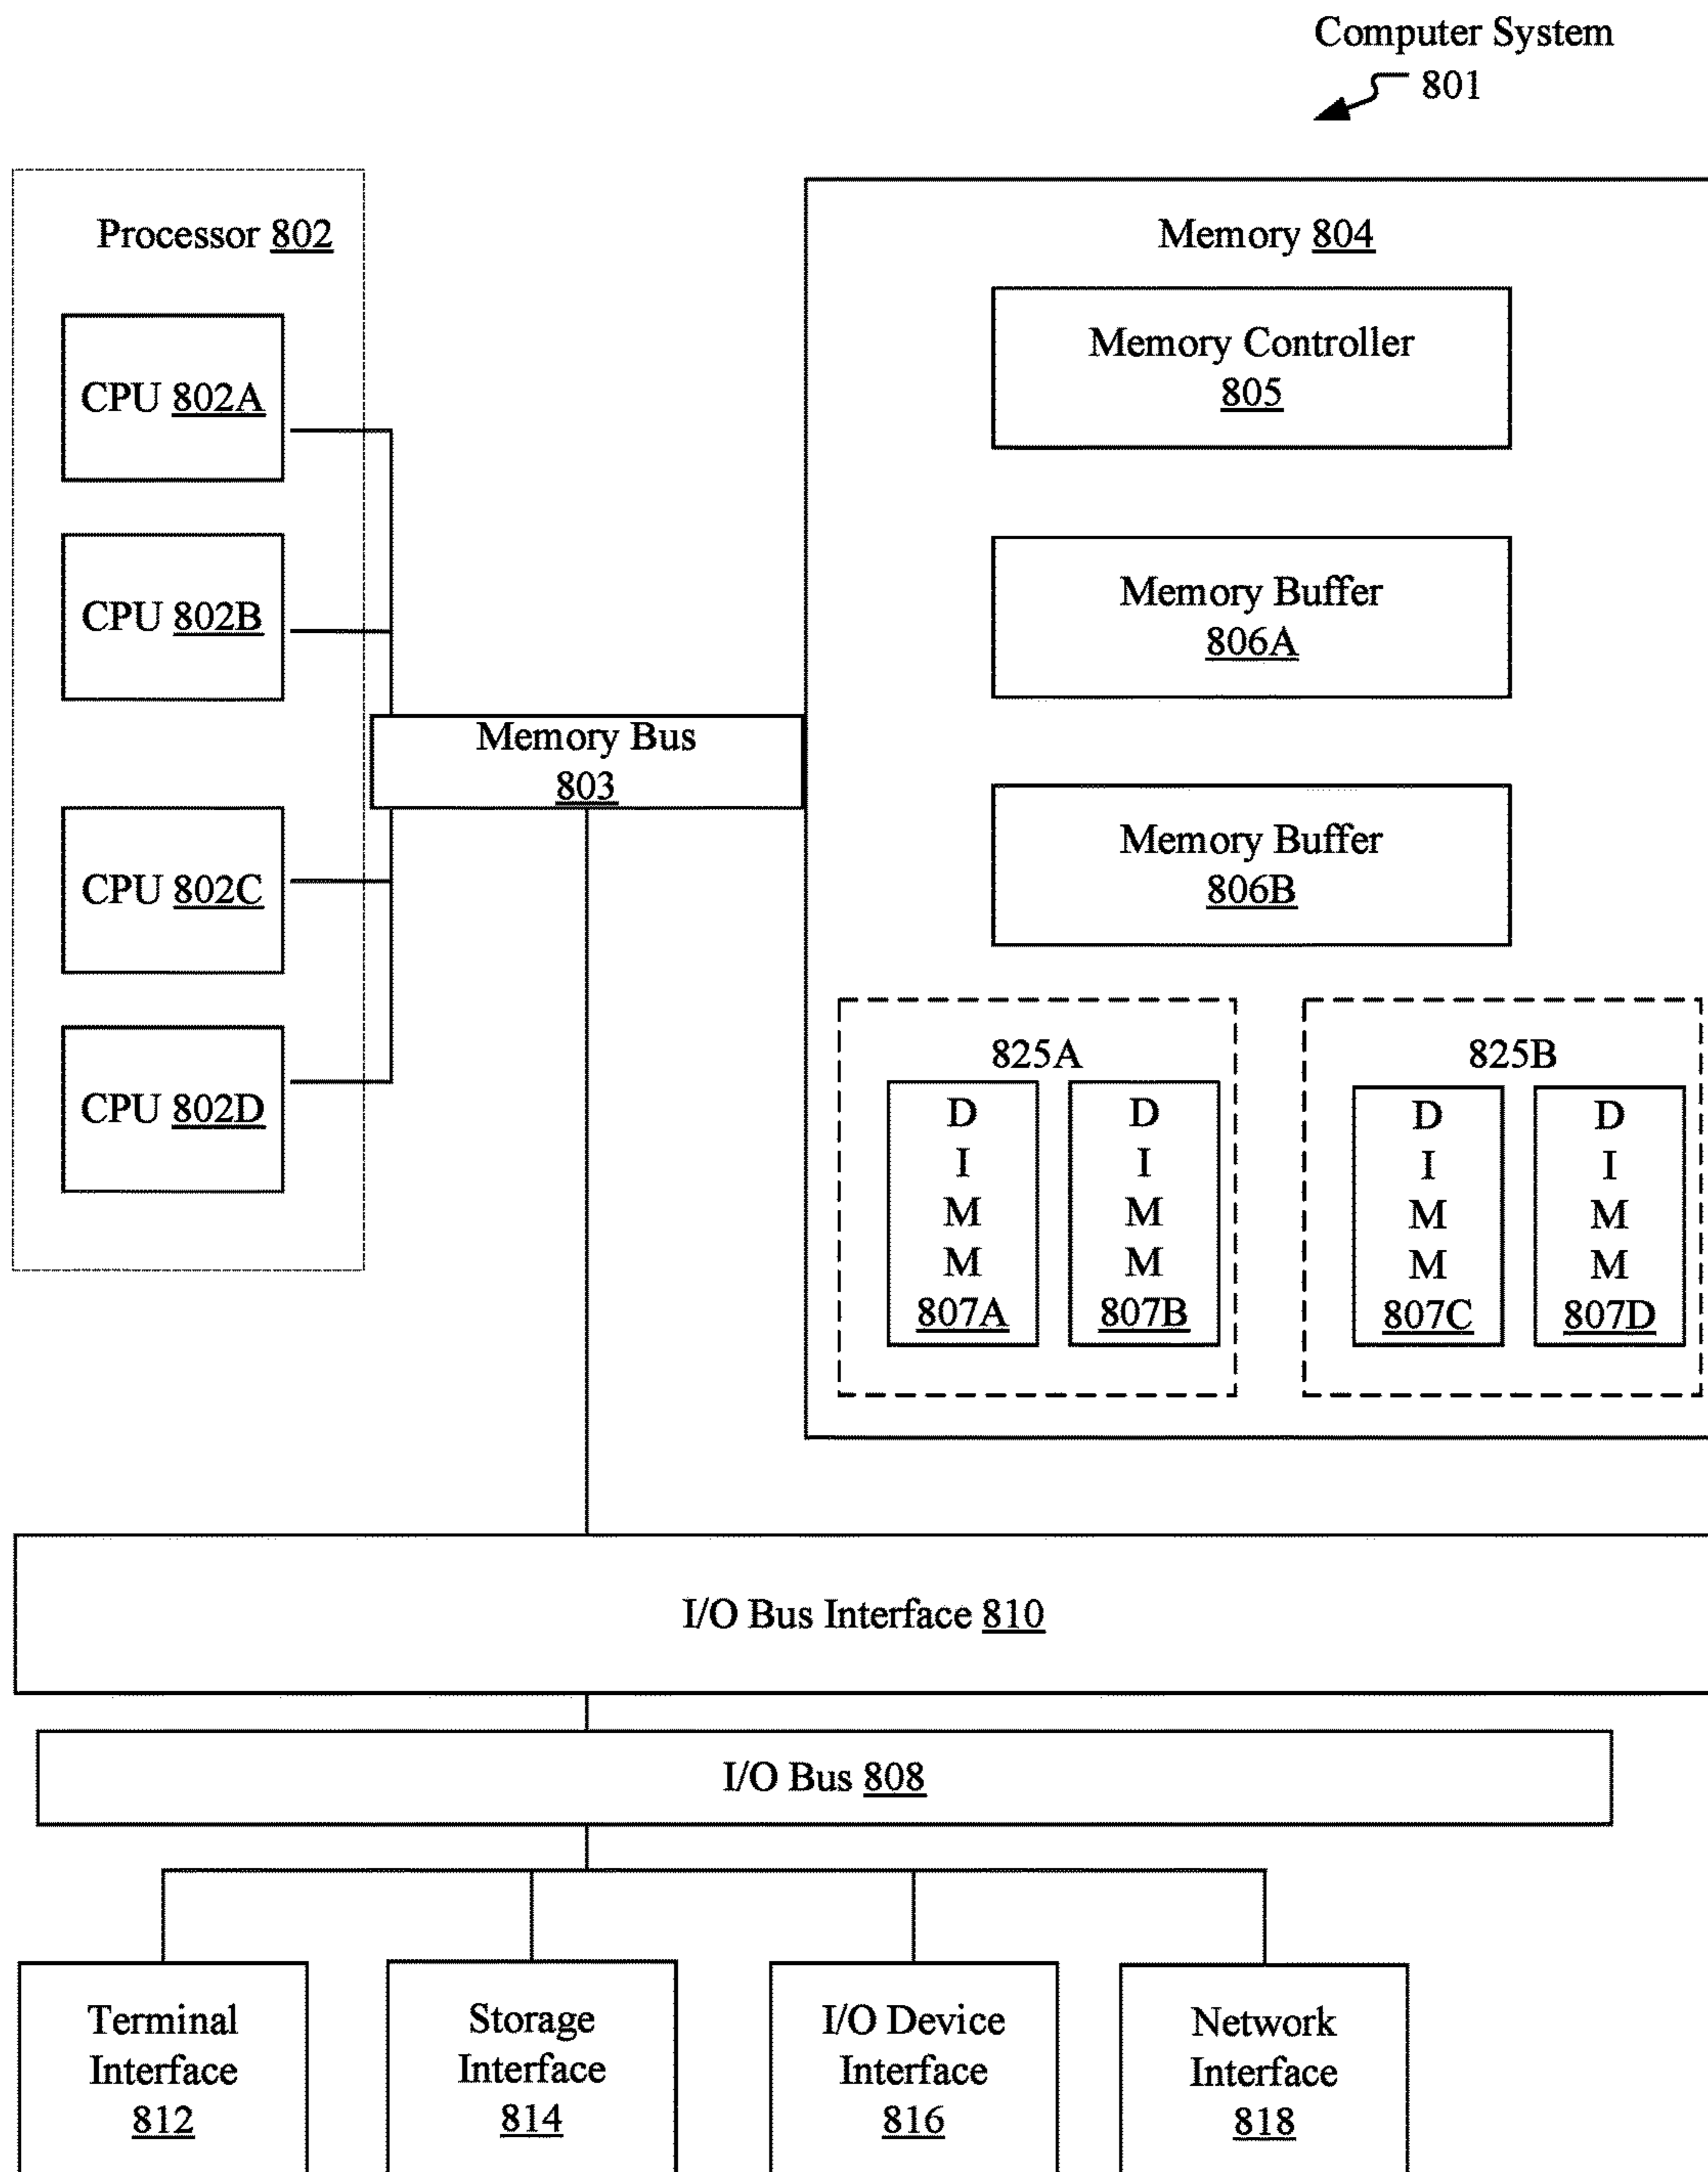 Computer System
801
Processor 802
CPU 802A
CPU 802B
CPU 802C
CPU 802D
Memory Bus
803
Memory 804
Memory Controller
805
Memory Buffer
806A
Memory Buffer
806B
825A
D
I
M
M
807A
D
I
M
M
807B
825B
D
I
M
M
807C
D
I
M
M
807D
I/O Bus Interface 810
I/O Bus 808
Terminal
Interface
812
Storage
Interface
814
I/O Device
Interface
816
Network
Interface
818